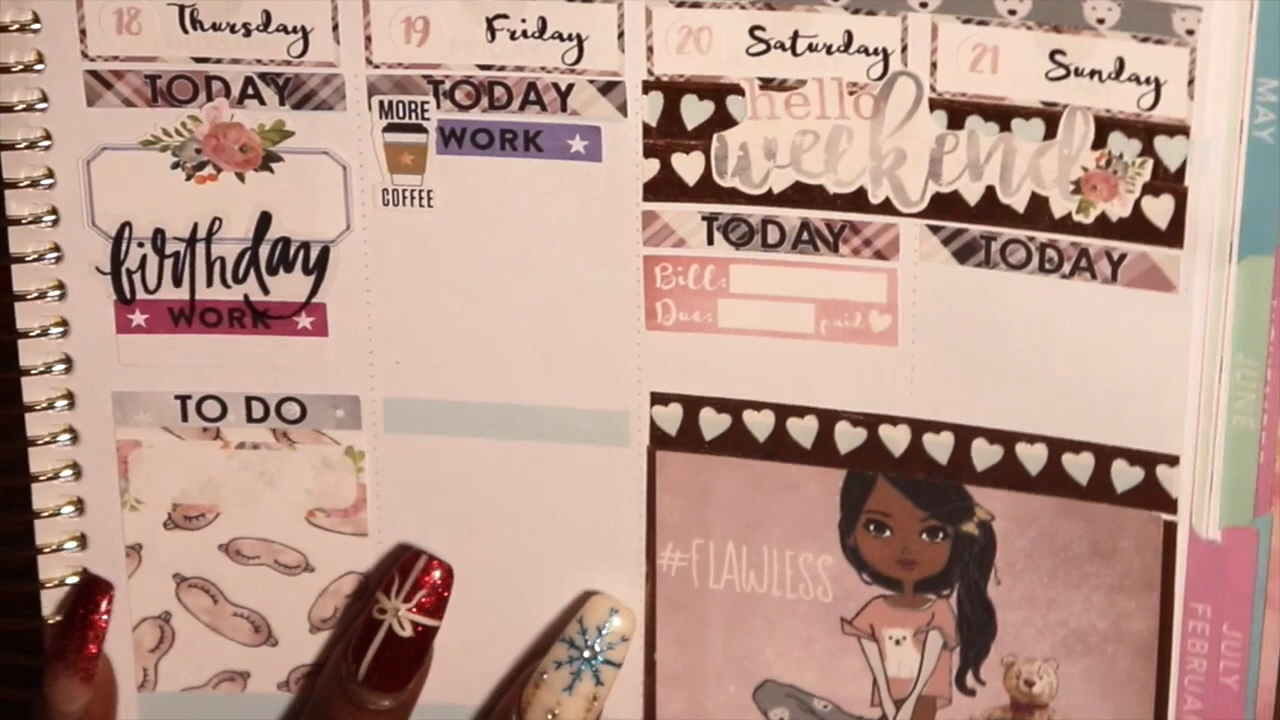 18 Thursday
19 Friday
20 Saturday
21 Sunday
TODAY
TODAY
hello
weekend
MORE
COFFEE
WORK
birthday
WORK
TODAY
TODAY
Bill:
Due: paid
TO DO
#FLAWLESS
MAY
JUNE
JULY
FEBRUA